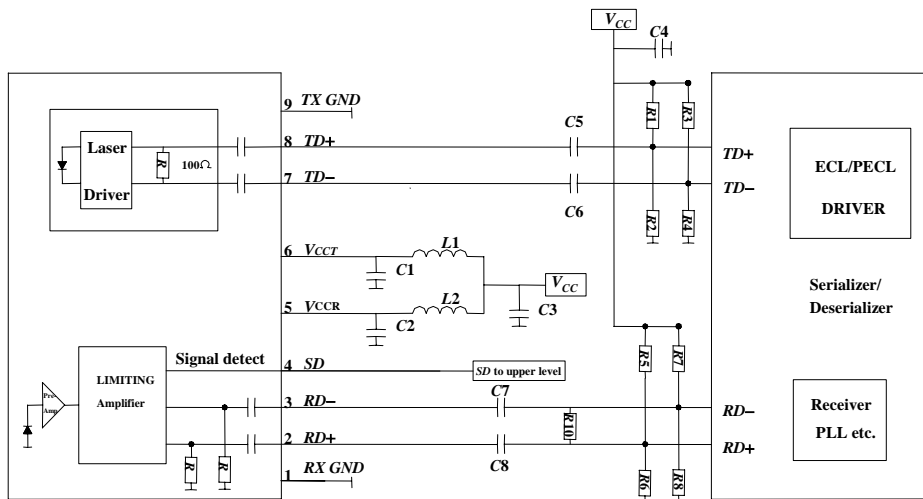 V_CC
C4
9 TX GND
R1
R3
C5
Laser
R
100Ω
8 TD+
TD+
ECL/PECL
Driver
7 TD−
TD−
DRIVER
C6
R2
R4
6 VCCT
L1
C1
V_CC
Serializer/
Deserializer
5 VCCR
L2
C2
C3
Signal detect
4 SD
SD to upper level
R5
R7
LIMITING
Amplifier
Pre-
Amp
C7
3 RD−
RD−
Receiver
R10
PLL etc.
2 RD+
RD+
C8
R
R
1 RX GND
R6
R8